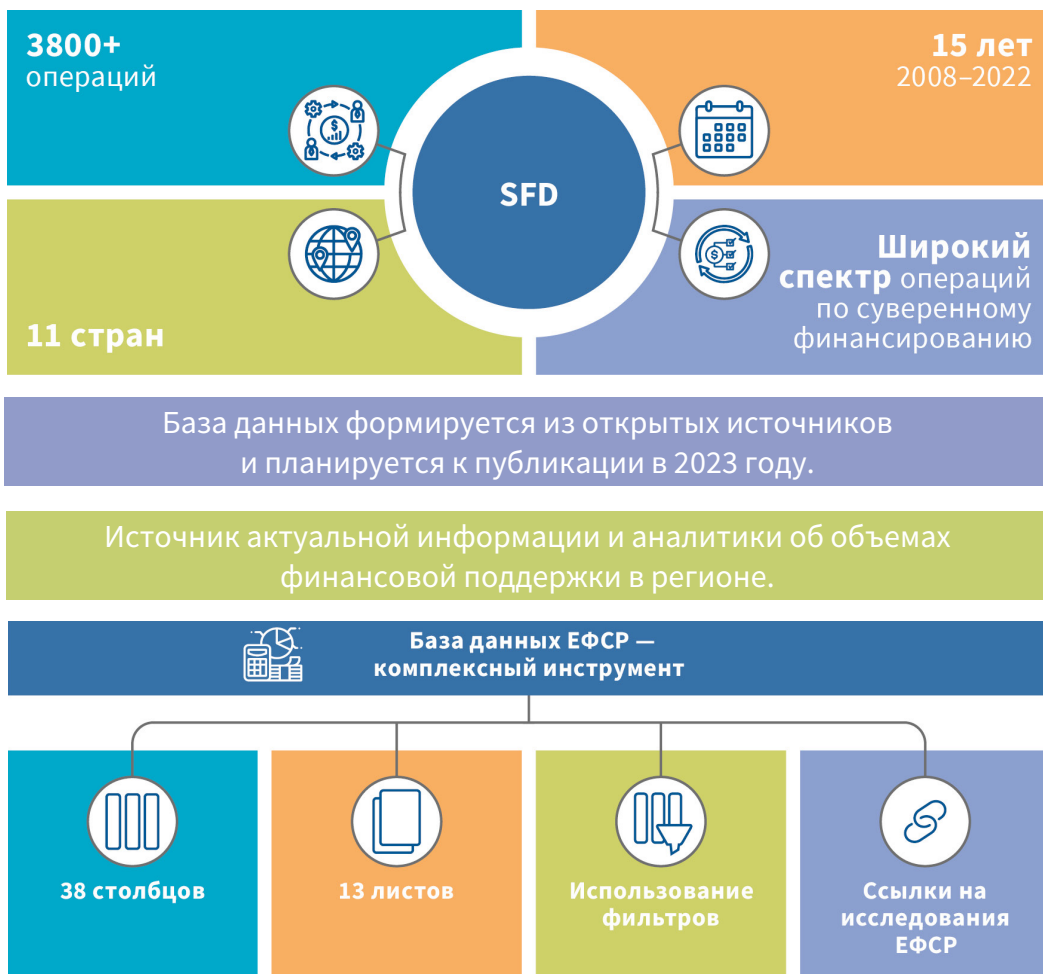 3800+
операций
15 лет
2008–2022
SFD
11 стран
Широкий
спектр операций
по суверенному
финансированию
База данных формируется из открытых источников
и планируется к публикации в 2023 году.
Источник актуальной информации и аналитики об объемах
финансовой поддержки в регионе.
База данных ЕФСР —
комплексный инструмент
38 столбцов
13 листов
Использование
фильтров
Ссылки на
исследования
ЕФСР